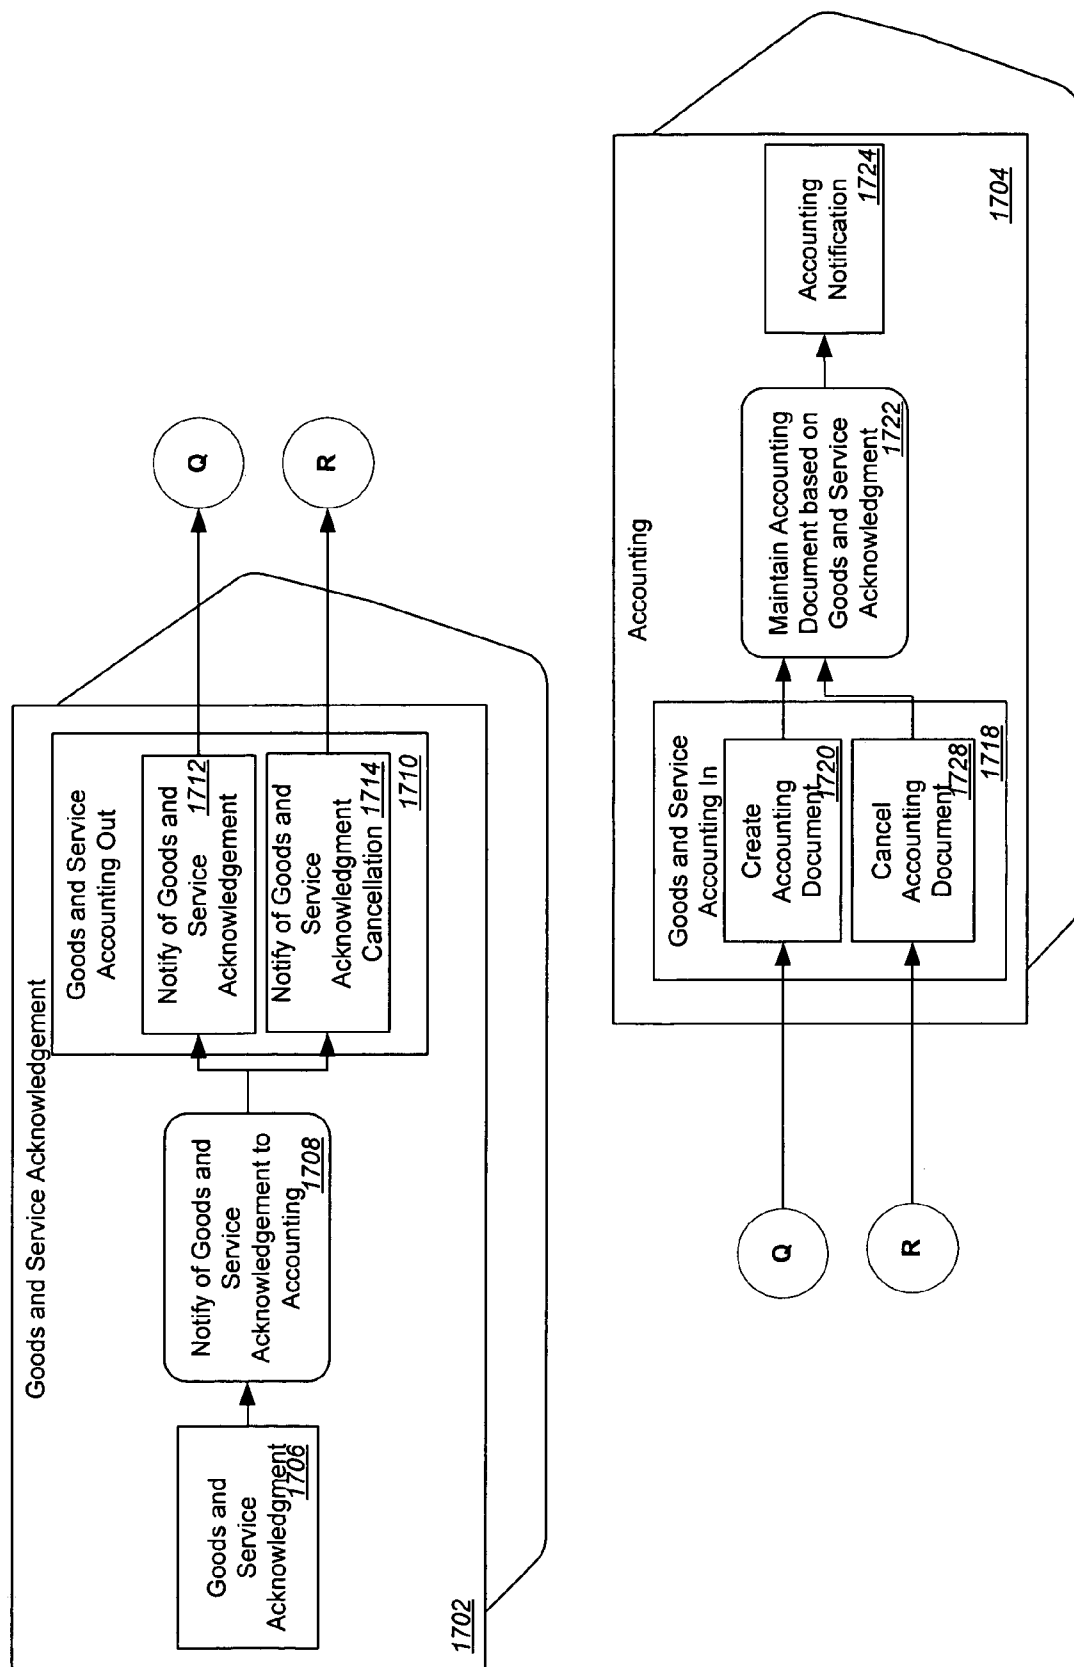 Goods and Service Acknowledgement
Goods and
Service
Acknowledgment
1706
Notify of Goods and
Service
Acknowledgement to
Accounting
1708
Goods and Service
Accounting Out
Notify of Goods and
Service
Acknowledgement
1712
Notify of Goods and
Service
Acknowledgment
Cancellation 1714
1710
1702
Q
R
Accounting
Goods and Service
Accounting In
Create
Accounting
Document
1720
Cancel
Accounting
Document
1728
1718
Maintain Accounting
Document based on
Goods and Service
Acknowledgment
1722
Accounting
Notification
1724
1704
Q
R